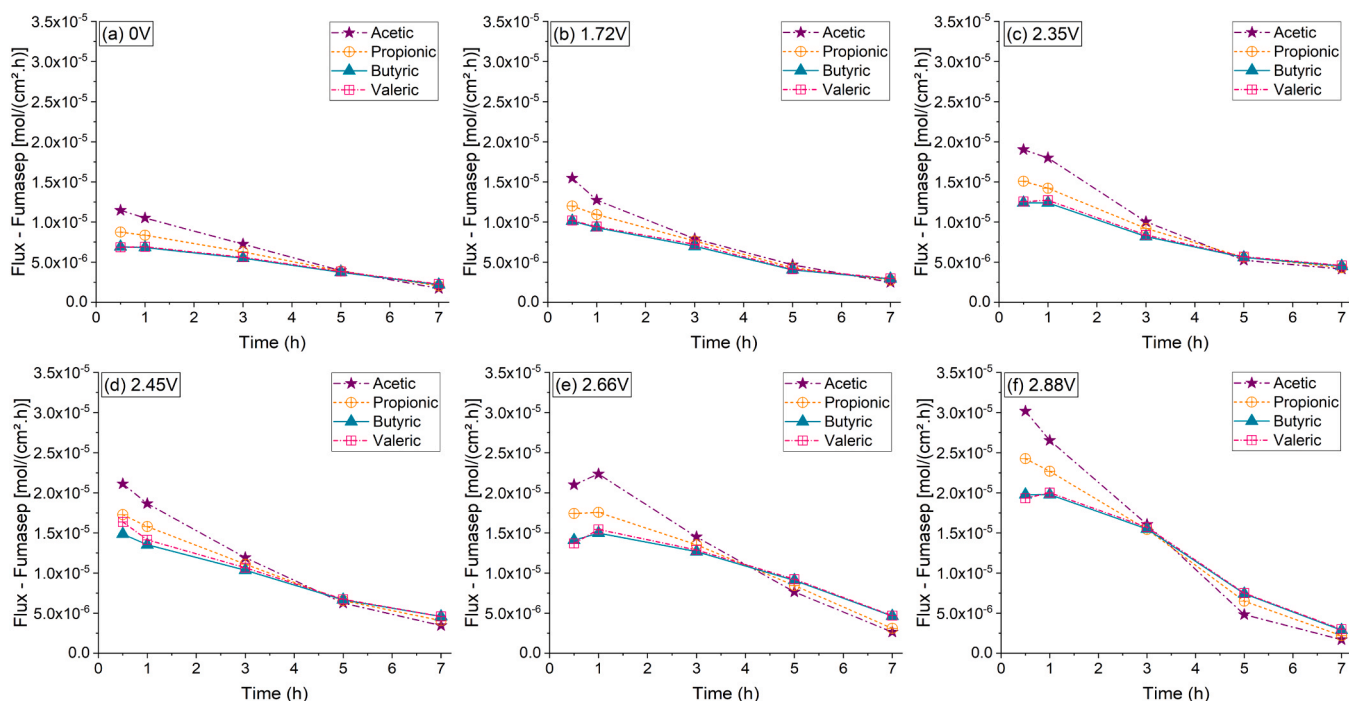 (a) 0V
Acetic
Propionic
Butyric
Valeric
Flux - Fumasep [mol/(cm².h)]
3.5x10⁻⁵
3.0x10⁻⁵
2.5x10⁻⁵
2.0x10⁻⁵
1.5x10⁻⁵
1.0x10⁻⁵
5.0x10⁻⁶
0.0
0 1 2 3 4 5 6 7
Time (h)
(b) 1.72V
Acetic
Propionic
Butyric
Valeric
Flux - Fumasep [mol/(cm².h)]
3.5x10⁻⁵
3.0x10⁻⁵
2.5x10⁻⁵
2.0x10⁻⁵
1.5x10⁻⁵
1.0x10⁻⁵
5.0x10⁻⁶
0.0
0 1 2 3 4 5 6 7
Time (h)
(c) 2.35V
Acetic
Propionic
Butyric
Valeric
Flux - Fumasep [mol/(cm².h)]
3.5x10⁻⁵
3.0x10⁻⁵
2.5x10⁻⁵
2.0x10⁻⁵
1.5x10⁻⁵
1.0x10⁻⁵
5.0x10⁻⁶
0.0
0 1 2 3 4 5 6 7
Time (h)
(d) 2.45V
Acetic
Propionic
Butyric
Valeric
Flux - Fumasep [mol/(cm².h)]
3.5x10⁻⁵
3.0x10⁻⁵
2.5x10⁻⁵
2.0x10⁻⁵
1.5x10⁻⁵
1.0x10⁻⁵
5.0x10⁻⁶
0.0
0 1 2 3 4 5 6 7
Time (h)
(e) 2.66V
Acetic
Propionic
Butyric
Valeric
Flux - Fumasep [mol/(cm².h)]
3.5x10⁻⁵
3.0x10⁻⁵
2.5x10⁻⁵
2.0x10⁻⁵
1.5x10⁻⁵
1.0x10⁻⁵
5.0x10⁻⁶
0.0
0 1 2 3 4 5 6 7
Time (h)
(f) 2.88V
Acetic
Propionic
Butyric
Valeric
Flux - Fumasep [mol/(cm².h)]
3.5x10⁻⁵
3.0x10⁻⁵
2.5x10⁻⁵
2.0x10⁻⁵
1.5x10⁻⁵
1.0x10⁻⁵
5.0x10⁻⁶
0.0
0 1 2 3 4 5 6 7
Time (h)